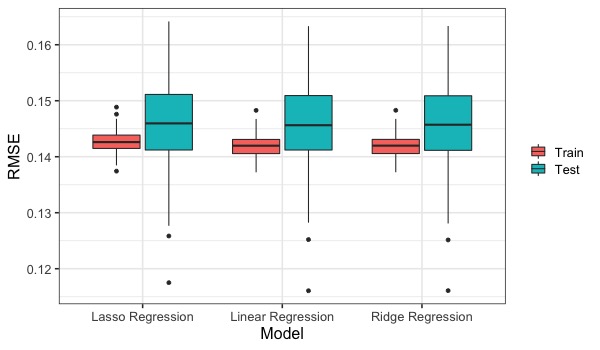 0.16
0.15
0.14
0.13
0.12
RMSE
Lasso Regression
Linear Regression
Ridge Regression
Model
Train
Test